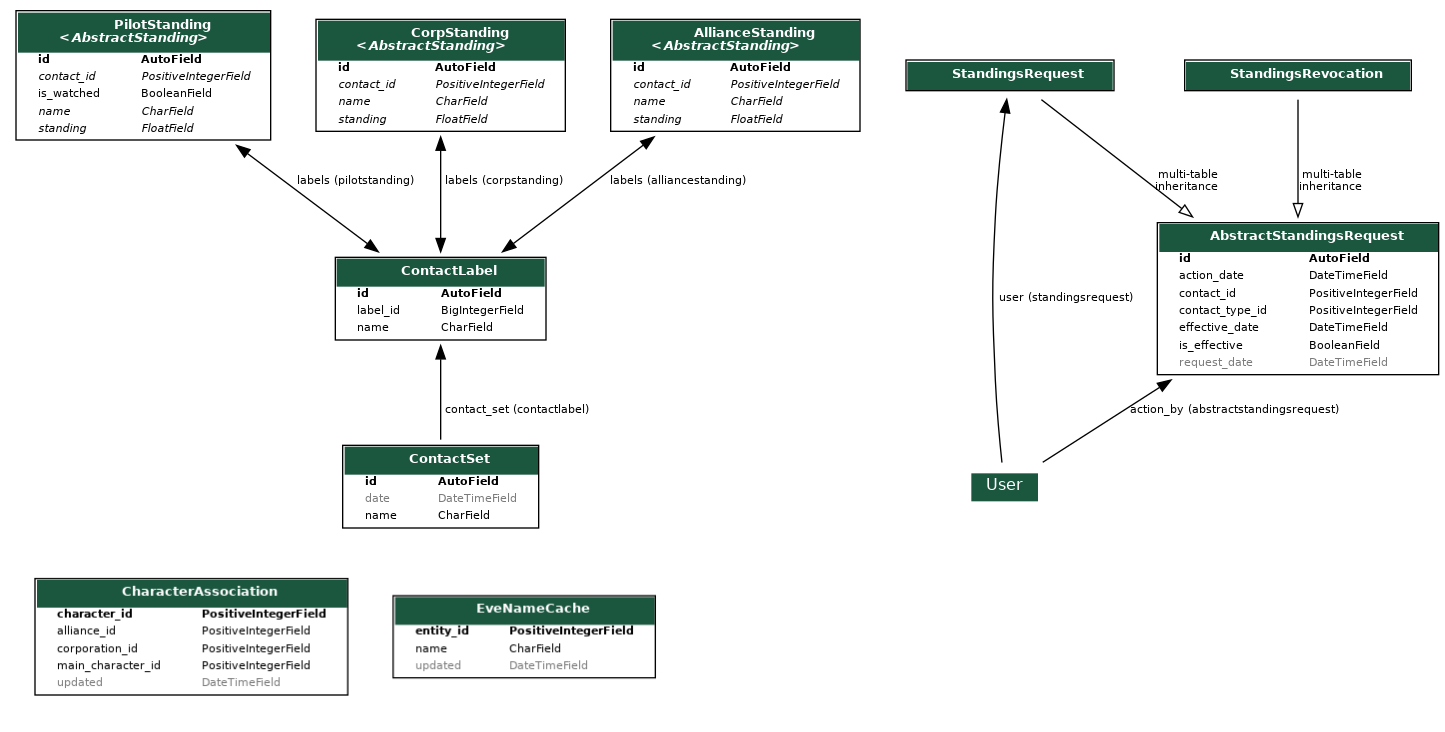 PilotStanding
<AbstractStanding>
id AutoField
contact_id PositiveIntegerField
is_watched BooleanField
name CharField
standing FloatField
CorpStanding
<AbstractStanding>
id AutoField
contact_id PositiveIntegerField
name CharField
standing FloatField
AllianceStanding
<AbstractStanding>
id AutoField
contact_id PositiveIntegerField
name CharField
standing FloatField
StandingsRequest
StandingsRevocation
labels (pilotstanding)
labels (corpstanding)
labels (alliancestanding)
multi-table
inheritance
multi-table
inheritance
ContactLabel
id AutoField
label_id BigIntegerField
name CharField
AbstractStandingsRequest
id AutoField
action_date DateTimeField
contact_id PositiveIntegerField
contact_type_id PositiveIntegerField
effective_date DateTimeField
is_effective BooleanField
request_date DateTimeField
user (standingsrequest)
contact_set (contactlabel)
action_by (abstractstandingsrequest)
ContactSet
id AutoField
date DateTimeField
name CharField
User
CharacterAssociation
character_id PositiveIntegerField
alliance_id PositiveIntegerField
corporation_id PositiveIntegerField
main_character_id PositiveIntegerField
updated DateTimeField
EveNameCache
entity_id PositiveIntegerField
name CharField
updated DateTimeField